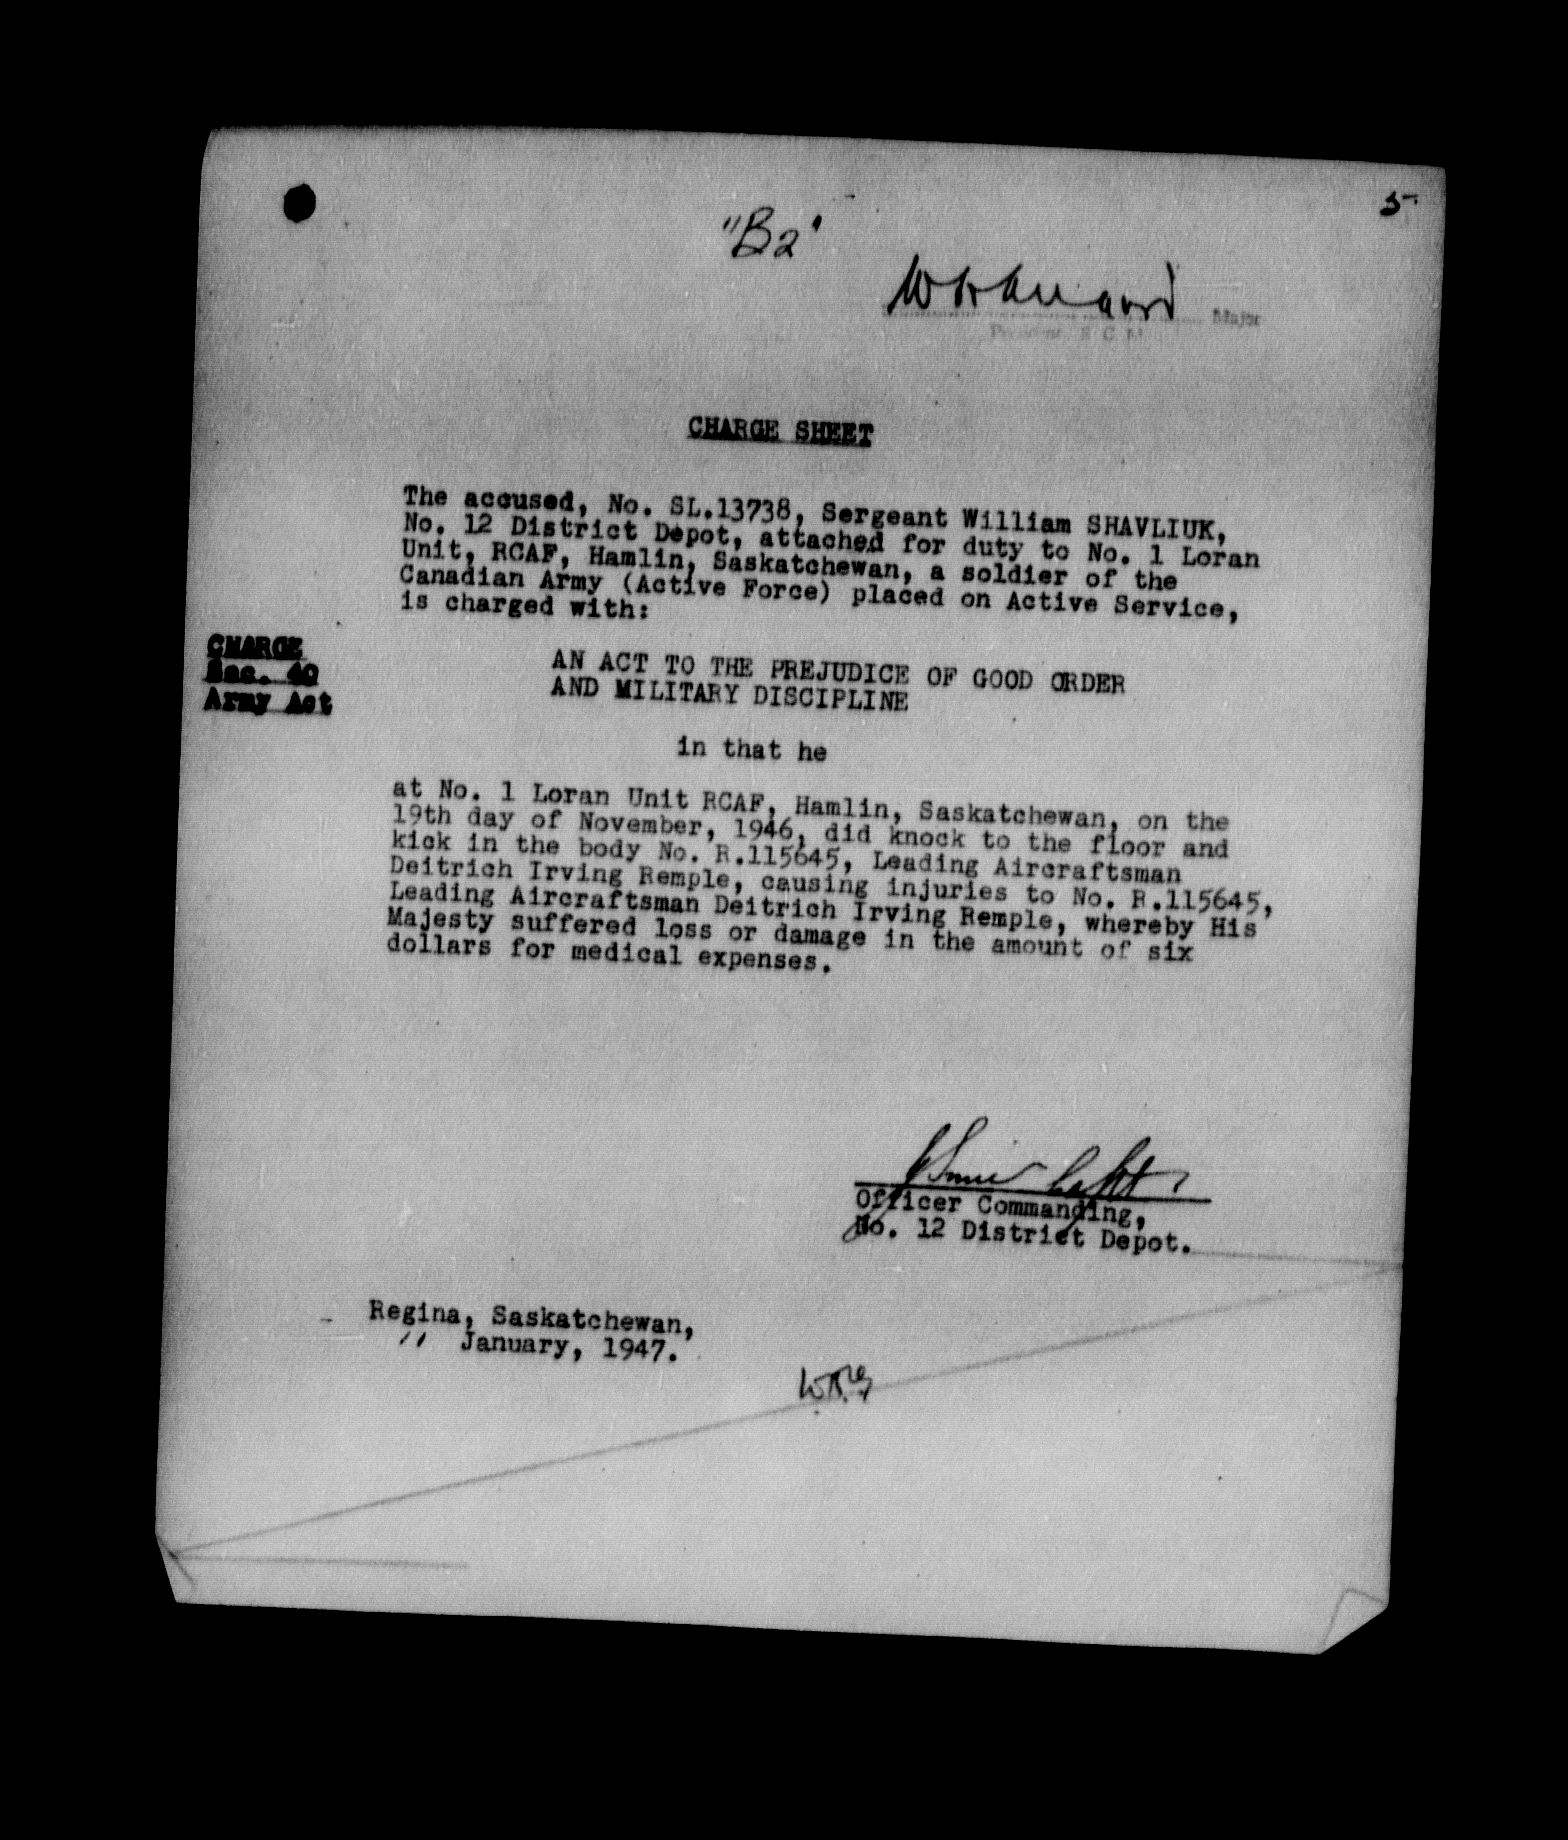 5
"B2"
Major
President, F. C. M.
CHARGE SHEET
The accused, No. SL.13738, Sergeant William SHAVLIUK,
No. 12 District Depot, attached for duty to No. 1 Loran
Unit, RCAF, Hamlin, Saskatchewan, a soldier of the
Canadian Army (Active Force) placed on Active Service,
is charged with:
CHARGE
Sec. 40
Army Act
AN ACT TO THE PREJUDICE OF GOOD ORDER
AND MILITARY DISCIPLINE
in that he
at No. 1 Loran Unit RCAF, Hamlin, Saskatchewan, on the
19th day of November, 1946, did knock to the floor and
kick in the body No. R.115645, Leading Aircraftsman
Deitrich Irving Remple, causing injuries to No. R.115645,
Leading Aircraftsman Deitrich Irving Remple, whereby His
Majesty suffered loss or damage in the amount of six
dollars for medical expenses.
Officer Commanding,
No. 12 District Depot.
Regina, Saskatchewan,
11 January, 1947.